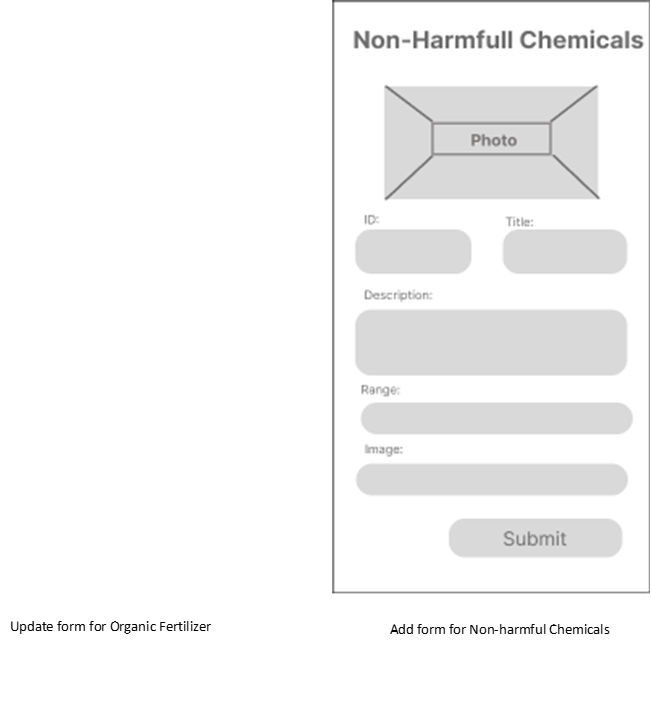 Non-Harmfull Chemicals
Photo
ID:
Title:
Description:
Range:
Image:
Submit
Update form for Organic Fertilizer
Add form for Non-harmful Chemicals